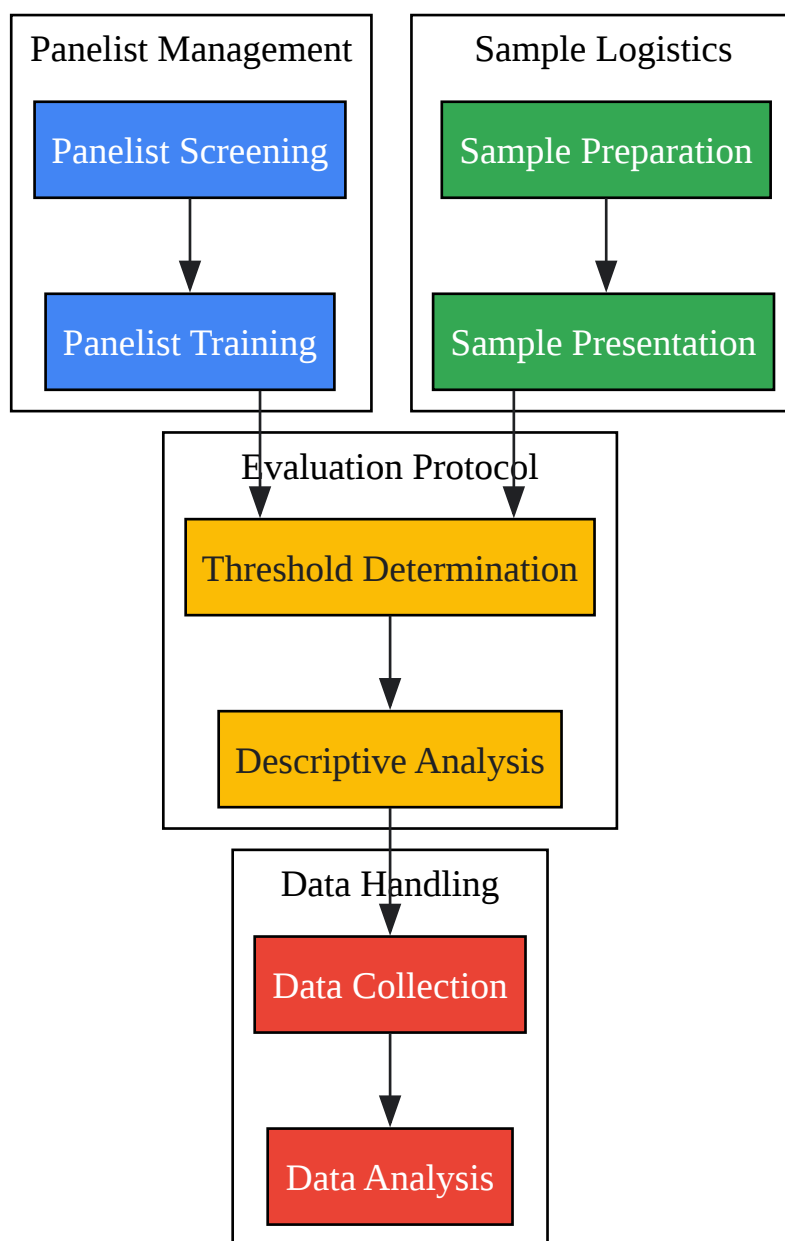 Panelist Management
Panelist Screening
Panelist Training
Sample Logistics
Sample Preparation
Sample Presentation
Evaluation Protocol
Threshold Determination
Descriptive Analysis
Data Handling
Data Collection
Data Analysis